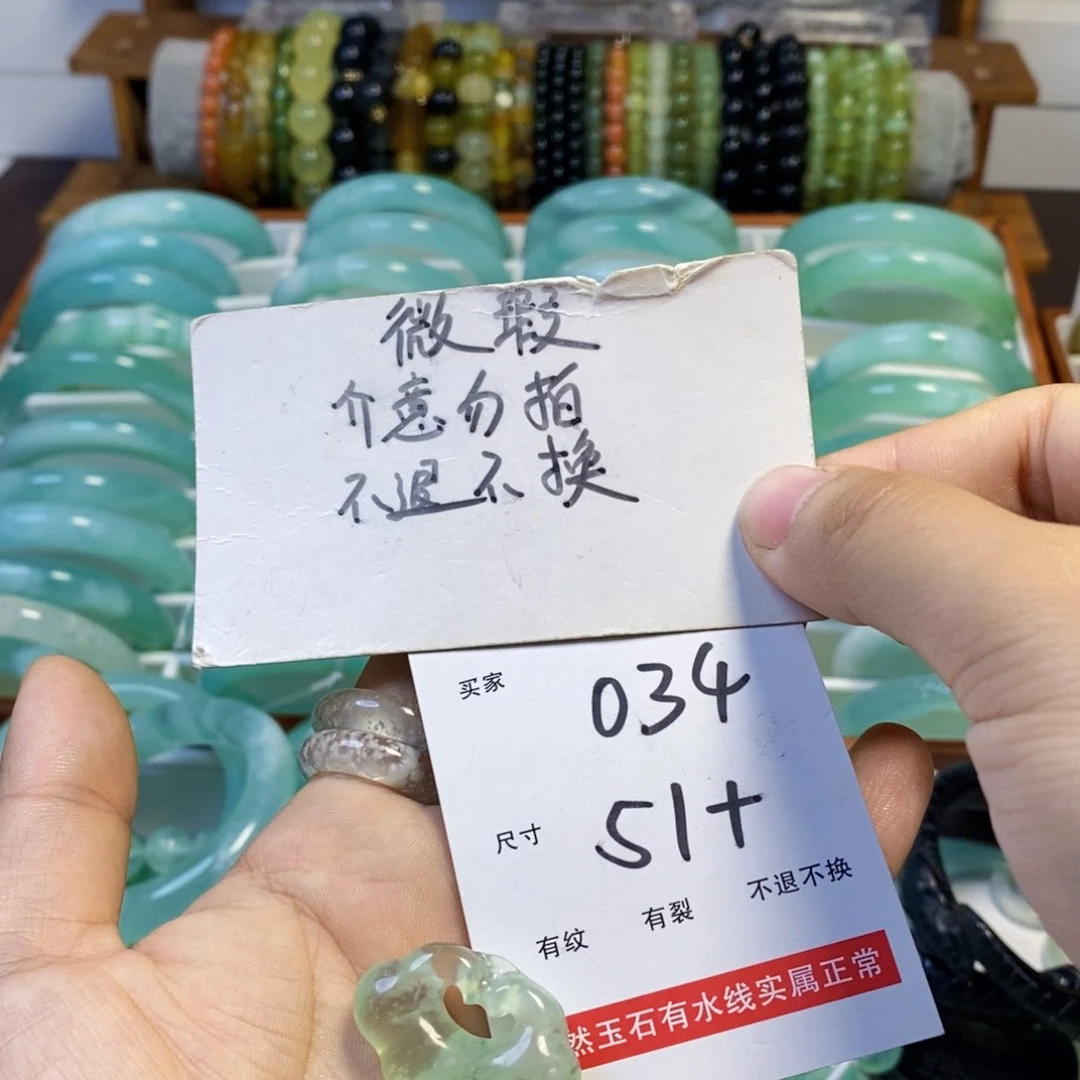 微瑕
介意勿拍
不退不换
买家 034
尺寸 51+
有纹 有裂 不退不换
然玉石有水线实属正常